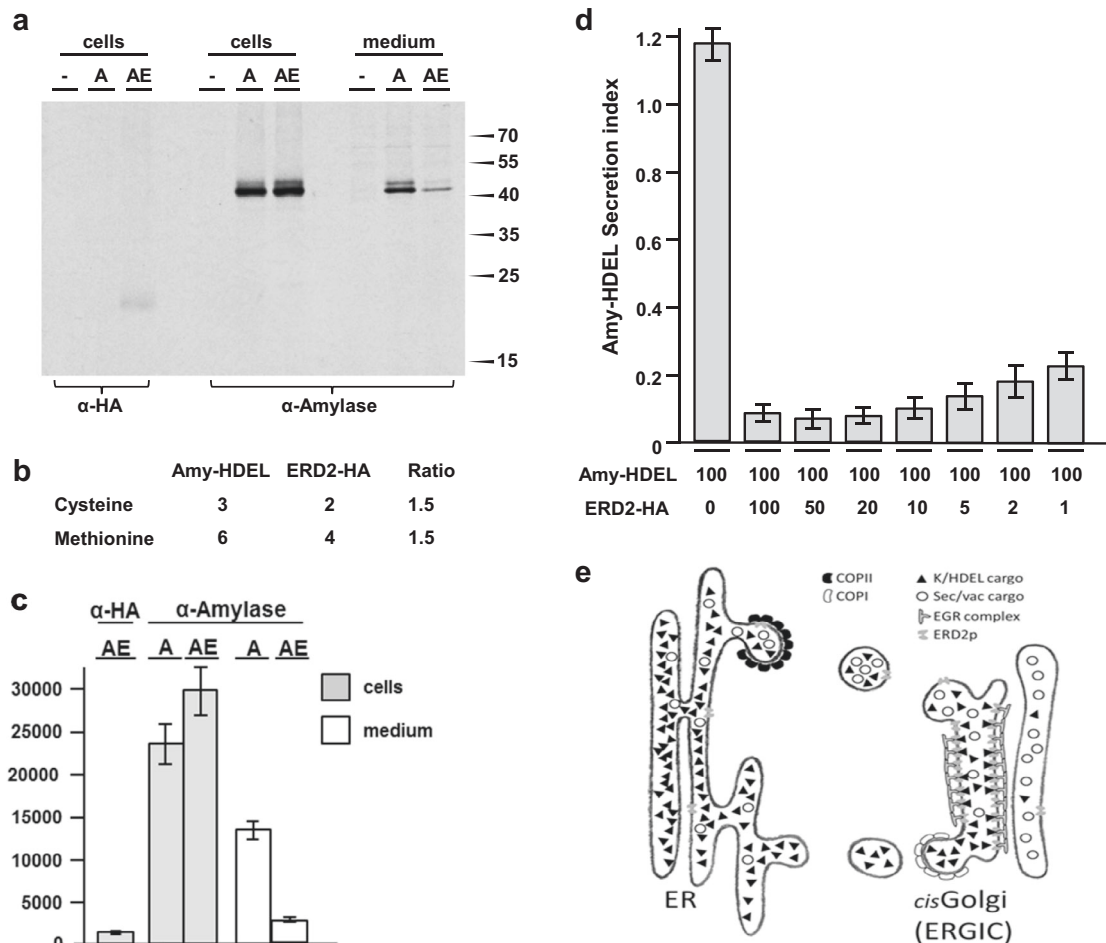 a
cells cells medium
- A AE - A AE - A AE
70
55
40
35
25
15
α-HA α-Amylase
b
Amy-HDEL ERD2-HA Ratio
Cysteine 3 2 1.5
Methionine 6 4 1.5
c
α-HA α-Amylase
AE A AE A AE
30000
25000
20000
15000
10000
5000
0
cells
medium
d
Amy-HDEL Secretion index
1.2
1.0
0.8
0.6
0.4
0.2
0
Amy-HDEL 100 100 100 100 100 100 100 100
ERD2-HA 0 100 50 20 10 5 2 1
e
COPII
COPI
K/HDEL cargo
Sec/vac cargo
EGR complex
ERD2p
ER
cisGolgi
(ERGIC)